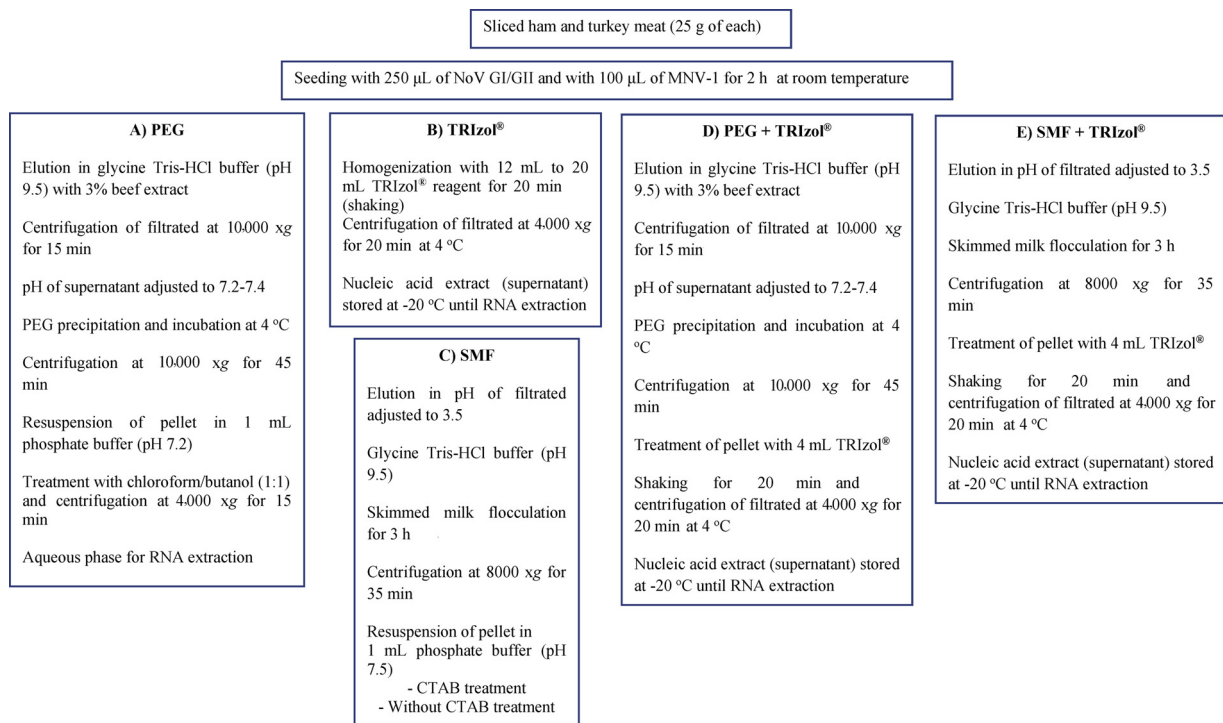 Sliced ham and turkey meat (25 g of each)
Seeding with 250 μL of NoV GI/GII and with 100 μL of MNV-1 for 2 h at room temperature
A) PEG
Elution in glycine Tris-HCl buffer (pH
9.5) with 3% beef extract
Centrifugation of filtrated at 10,000 xg
for 15 min
pH of supernatant adjusted to 7.2-7.4
PEG precipitation and incubation at 4 °C
Centrifugation at 10,000 xg for 45
min
Resuspension of pellet in 1 mL
phosphate buffer (pH 7.2)
Treatment with chloroform/butanol (1:1)
and centrifugation at 4,000 xg for 15
min
Aqueous phase for RNA extraction
B) TRIzol®
Homogenization with 12 mL to 20
mL TRIzol® reagent for 20 min
(shaking)
Centrifugation of filtrated at 4,000 xg
for 20 min at 4 °C
Nucleic acid extract (supernatant)
stored at -20 °C until RNA extraction
C) SMF
Elution in pH of filtrated
adjusted to 3.5
Glycine Tris-HCl buffer (pH
9.5)
Skimmed milk flocculation
for 3 h
Centrifugation at 8000 xg for
35 min
Resuspension of pellet in
1 mL phosphate buffer (pH
7.5)
- CTAB treatment
- Without CTAB treatment
D) PEG + TRIzol®
Elution in glycine Tris-HCl buffer (pH
9.5) with 3% beef extract
Centrifugation of filtrated at 10,000 xg
for 15 min
pH of supernatant adjusted to 7.2-7.4
PEG precipitation and incubation at 4
°C
Centrifugation at 10,000 xg for 45
min
Treatment of pellet with 4 mL TRIzol®
Shaking for 20 min and
centrifugation of filtrated at 4,000 xg for
20 min at 4 °C
Nucleic acid extract (supernatant) stored
at -20 °C until RNA extraction
E) SMF + TRIzol®
Elution in pH of filtrated adjusted to 3.5
Glycine Tris-HCl buffer (pH 9.5)
Skimmed milk flocculation for 3 h
Centrifugation at 8000 xg for 35
min
Treatment of pellet with 4 mL TRIzol®
Shaking for 20 min and
centrifugation of filtrated at 4,000 xg for
20 min at 4 °C
Nucleic acid extract (supernatant) stored
at -20 °C until RNA extraction